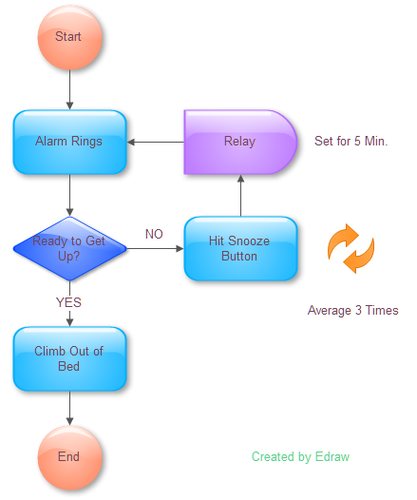 Start
Alarm Rings
Relay
Set for 5 Min.
Ready to Get
Up?
NO
Hit Snooze
Button
YES
Average 3 Times
Climb Out of
Bed
End
Created by Edraw